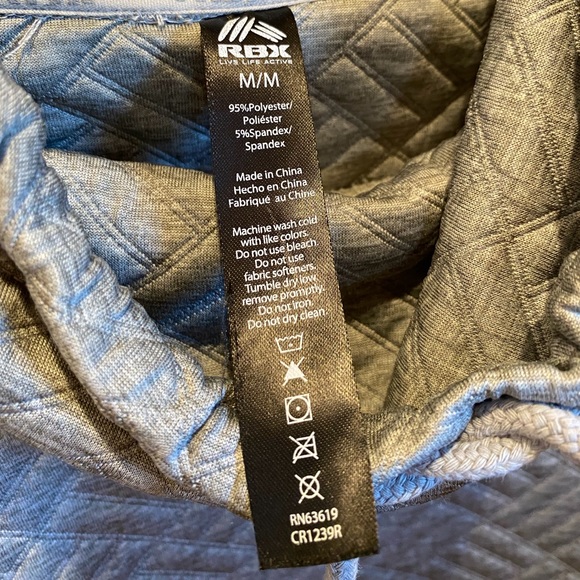 RBX
LIVE LIFE ACTIVE
M/M
95%Polyester/
Poliéster
5%Spandex/
Spandex
Made in China
Hecho en China
Fabriqué au Chine
Machine wash cold
with like colors.
Do not use bleach.
Do not use
fabric softeners.
Tumble dry low,
remove promptly.
Do not iron.
Do not dry clean.
RN63619
CR1239R